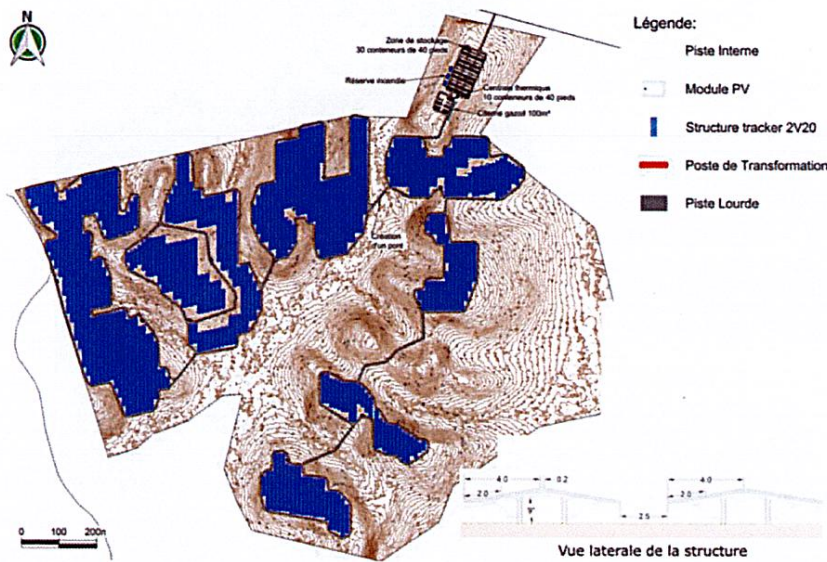 N
Zone de stockage
30 conteneurs de 40 pieds
Réserve incendie
Centrale thermique
10 conteneurs de 40 pieds
Citerne gazoil 100m³
Création
d'un pont
Légende:
Piste Interne
Module PV
Structure tracker 2V20
Poste de Transformation
Piste Lourde
0 100 200m
4.0 0.2
2.0
4.0
2.0
2.5
Vue laterale de la structure